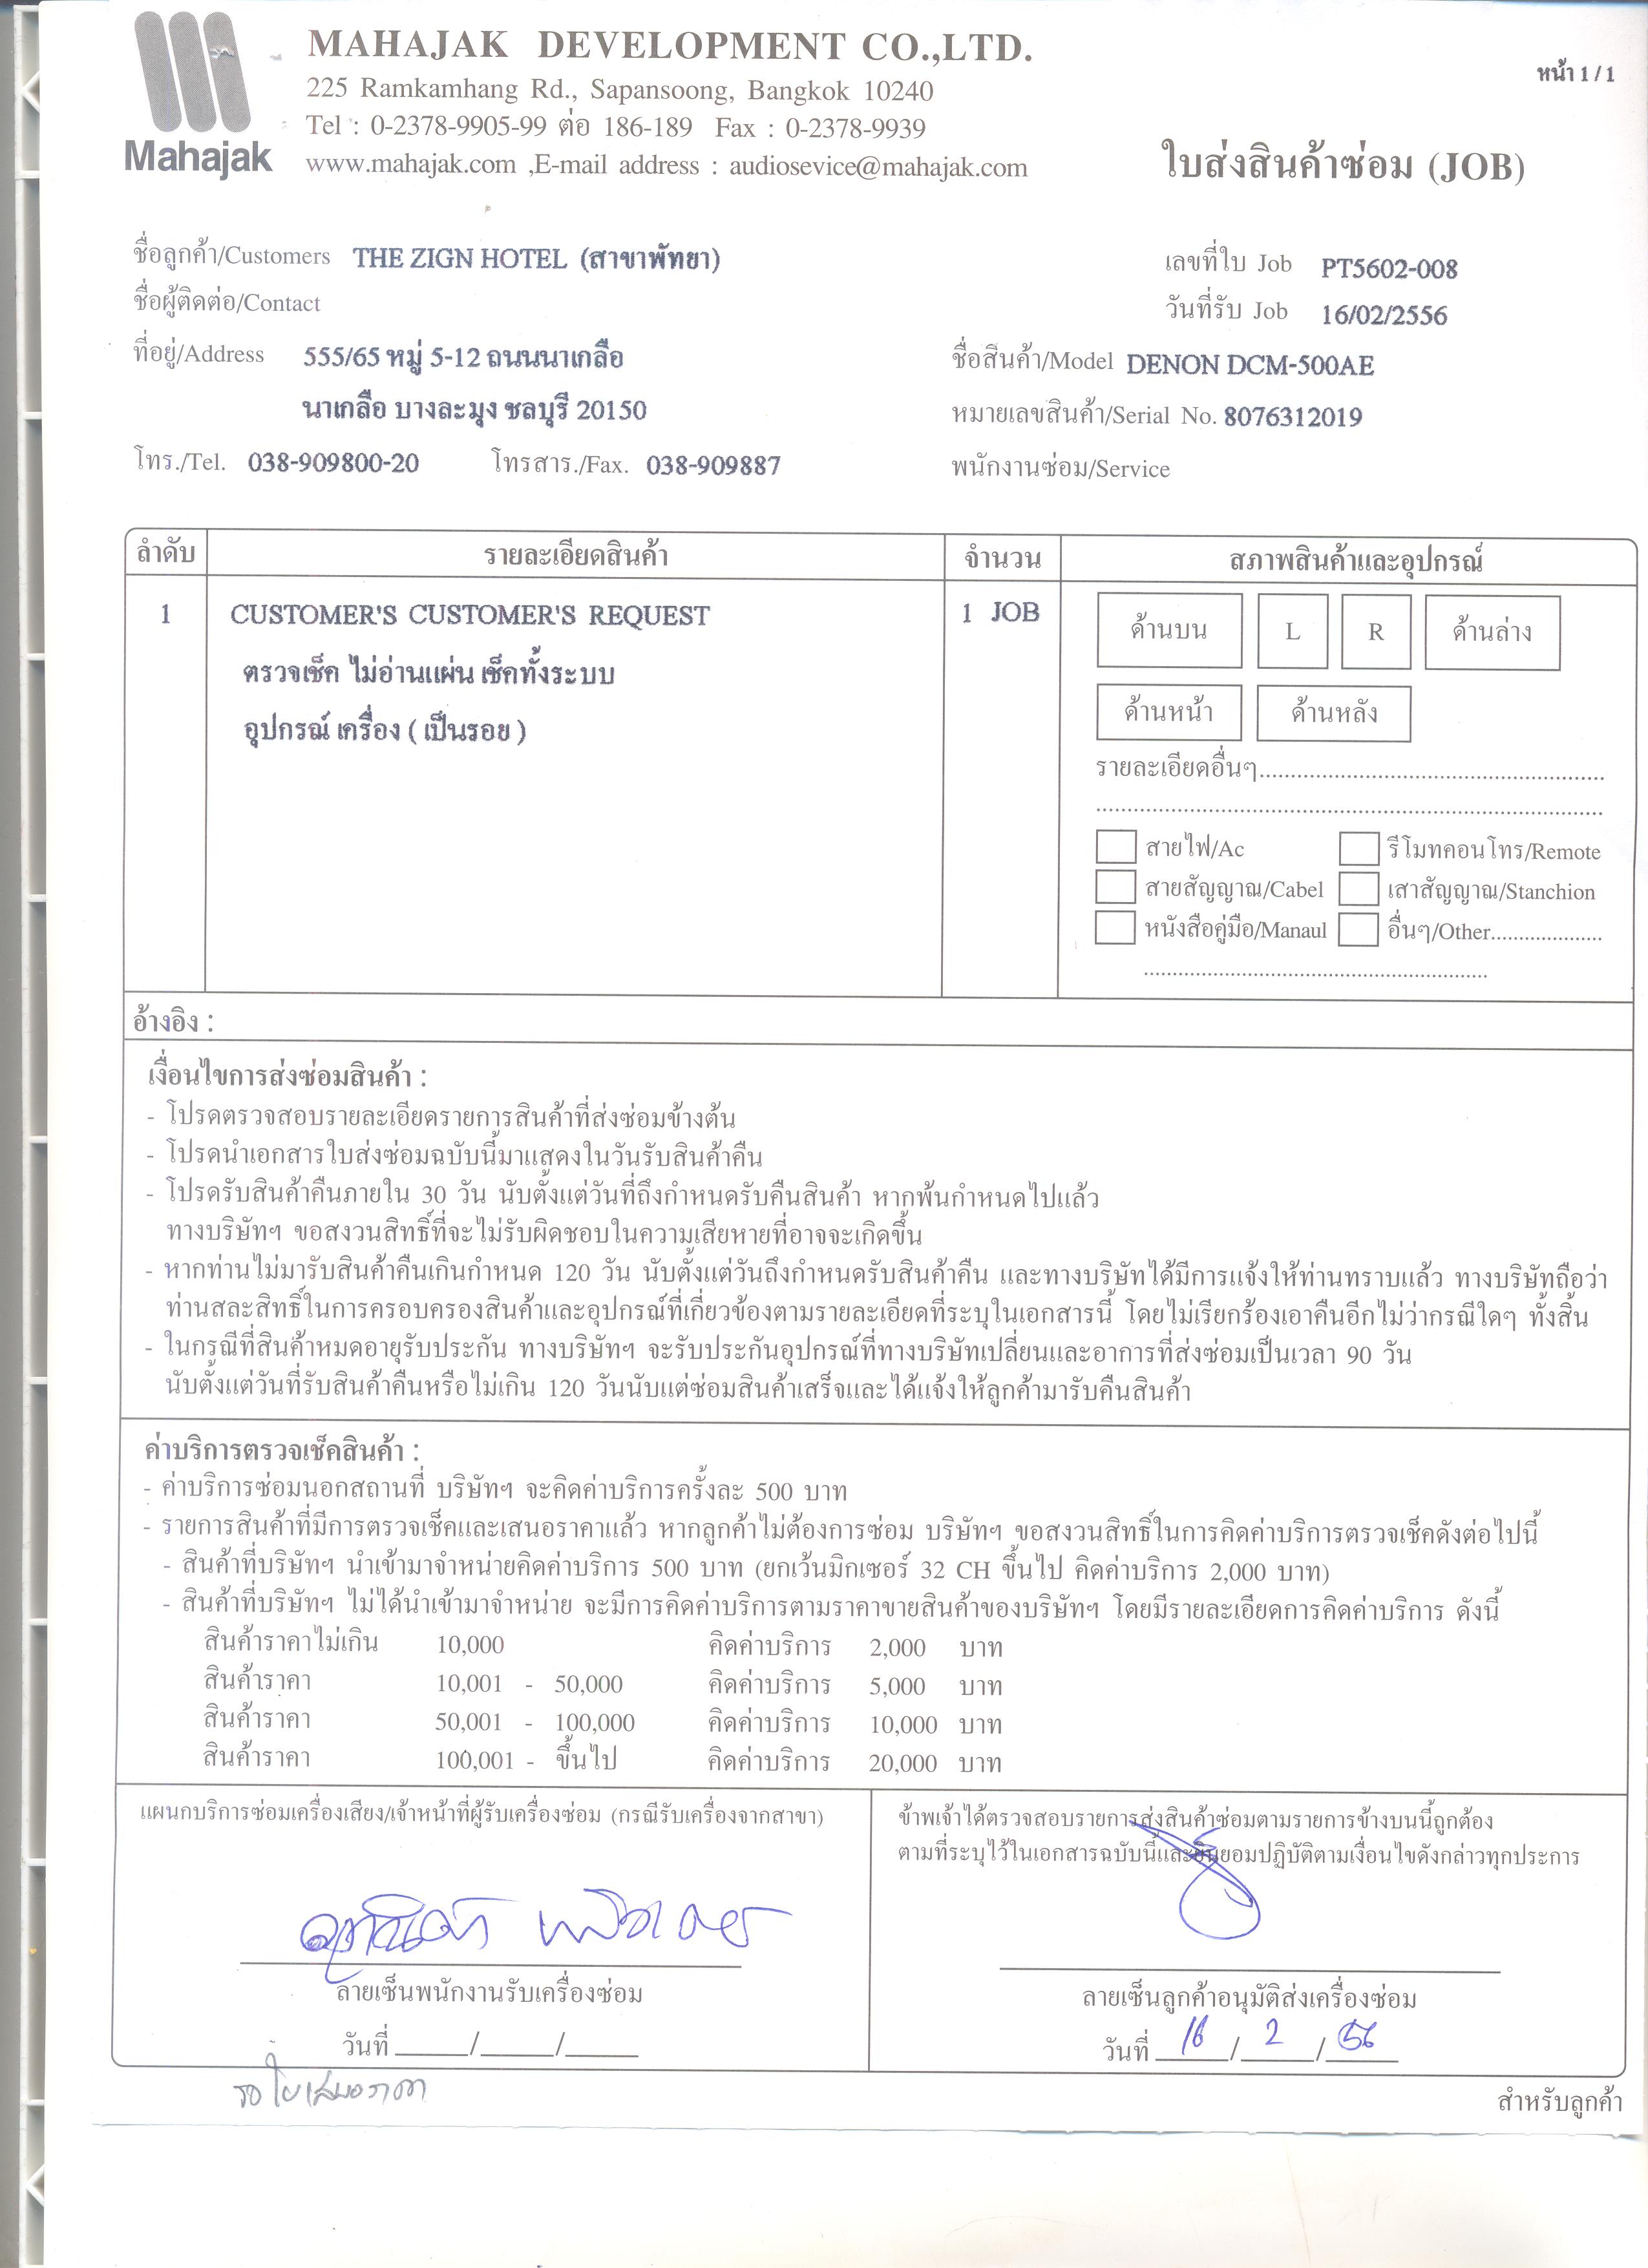 MAHAJAK DEVELOPMENT CO.,LTD.
225 Ramkamhang Rd., Sapansoong, Bangkok 10240
Tel : 0-2378-9905-99 ต่อ 186-189 Fax : 0-2378-9939
www.mahajak.com ,E-mail address : audiosevice@mahajak.com
Mahajak
หน้า 1 / 1
ใบส่งสินค้าซ่อม (JOB)
ชื่อลูกค้า/Customers THE ZIGN HOTEL (สาขาพัทยา)
เลขที่ใบ Job PT5602-008
ชื่อผู้ติดต่อ/Contact
วันที่รับ Job 16/02/2556
ที่อยู่/Address 555/65 หมู่ 5-12 ถนนนาเกลือ
ชื่อสินค้า/Model DENON DCM-500AE
นาเกลือ บางละมุง ชลบุรี 20150
หมายเลขสินค้า/Serial No. 8076312019
โทร./Tel. 038-909800-20 โทรสาร./Fax. 038-909887
พนักงานซ่อม/Service
ลำดับ รายละเอียดสินค้า จำนวน สภาพสินค้าและอุปกรณ์
1 CUSTOMER'S CUSTOMER'S REQUEST 1 JOB
ตรวจเช็ค ไม่อ่านแผ่น เช็คทั้งระบบ
อุปกรณ์ เครื่อง ( เป็นรอย )
ด้านบน L R ด้านล่าง
ด้านหน้า ด้านหลัง
รายละเอียดอื่นๆ
สายไฟ/Ac รีโมทคอนโทร/Remote
สายสัญญาณ/Cabel เสาสัญญาณ/Stanchion
หนังสือคู่มือ/Manaul อื่นๆ/Other
อ้างอิง :
เงื่อนไขการส่งซ่อมสินค้า :
- โปรดตรวจสอบรายละเอียดรายการสินค้าที่ส่งซ่อมข้างต้น
- โปรดนำเอกสารใบส่งซ่อมฉบับนี้มาแสดงในวันรับสินค้าคืน
- โปรดรับสินค้าคืนภายใน 30 วัน นับตั้งแต่วันที่ถึงกำหนดรับคืนสินค้า หากพ้นกำหนดไปแล้ว
ทางบริษัทฯ ขอสงวนสิทธิ์ที่จะไม่รับผิดชอบในความเสียหายที่อาจจะเกิดขึ้น
- หากท่านไม่มารับสินค้าคืนเกินกำหนด 120 วัน นับตั้งแต่วันถึงกำหนดรับสินค้าคืน และทางบริษัทได้มีการแจ้งให้ท่านทราบแล้ว ทางบริษัทถือว่า
ท่านสละสิทธิ์ในการครอบครองสินค้าและอุปกรณ์ที่เกี่ยวข้องตามรายละเอียดที่ระบุในเอกสารนี้ โดยไม่เรียกร้องเอาคืนอีกไม่ว่ากรณีใดๆ ทั้งสิ้น
- ในกรณีที่สินค้าหมดอายุรับประกัน ทางบริษัทฯ จะรับประกันอุปกรณ์ที่ทางบริษัทเปลี่ยนและอาการที่ส่งซ่อมเป็นเวลา 90 วัน
นับตั้งแต่วันที่รับสินค้าคืนหรือไม่เกิน 120 วันนับแต่ซ่อมสินค้าเสร็จและได้แจ้งให้ลูกค้ามารับคืนสินค้า
ค่าบริการตรวจเช็คสินค้า :
- ค่าบริการซ่อมนอกสถานที่ บริษัทฯ จะคิดค่าบริการครั้งละ 500 บาท
- รายการสินค้าที่มีการตรวจเช็คและเสนอราคาแล้ว หากลูกค้าไม่ต้องการซ่อม บริษัทฯ ขอสงวนสิทธิ์ในการคิดค่าบริการตรวจเช็คดังต่อไปนี้
- สินค้าที่บริษัทฯ นำเข้ามาจำหน่ายคิดค่าบริการ 500 บาท (ยกเว้นมิกเซอร์ 32 CH ขึ้นไป คิดค่าบริการ 2,000 บาท)
- สินค้าที่บริษัทฯ ไม่ได้นำเข้ามาจำหน่าย จะมีการคิดค่าบริการตามราคาขายสินค้าของบริษัทฯ โดยมีรายละเอียดการคิดค่าบริการ ดังนี้
สินค้าราคาไม่เกิน 10,000 คิดค่าบริการ 2,000 บาท
สินค้าราคา 10,001 - 50,000 คิดค่าบริการ 5,000 บาท
สินค้าราคา 50,001 - 100,000 คิดค่าบริการ 10,000 บาท
สินค้าราคา 100,001 - ขึ้นไป คิดค่าบริการ 20,000 บาท
แผนกบริการซ่อมเครื่องเสียง/เจ้าหน้าที่ผู้รับเครื่องซ่อม (กรณีรับเครื่องจากสาขา)
ข้าพเจ้าได้ตรวจสอบรายการส่งสินค้าซ่อมตามรายการข้างบนนี้ถูกต้อง
ตามที่ระบุไว้ในเอกสารฉบับนี้และยินยอมปฏิบัติตามเงื่อนไขดังกล่าวทุกประการ
ลายเซ็นพนักงานรับเครื่องซ่อม
ลายเซ็นลูกค้าอนุมัติส่งเครื่องซ่อม
วันที่ / /
วันที่ 16 / 2 / 56
รอใบเสนอราคา
สำหรับลูกค้า